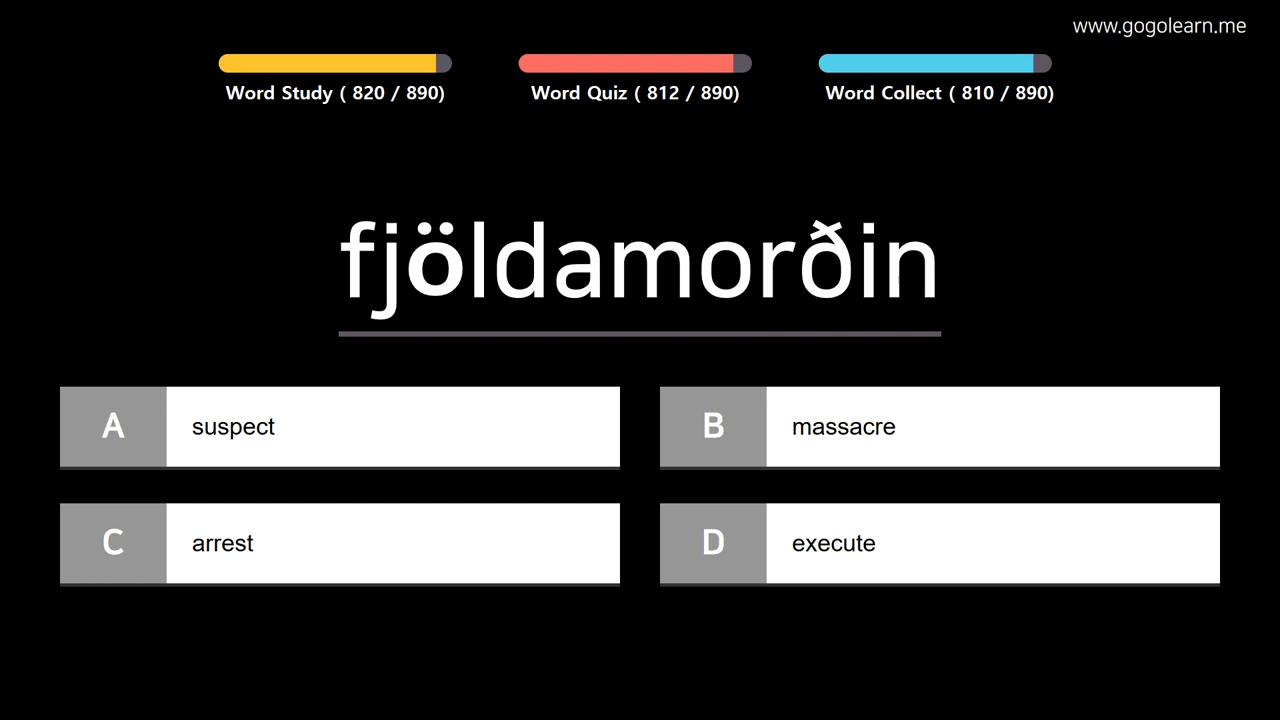 www.gogolearn.me
Word Study ( 820 / 890)
Word Quiz ( 812 / 890)
Word Collect ( 810 / 890)
fjöldamorðin
A suspect
B massacre
C arrest
D execute